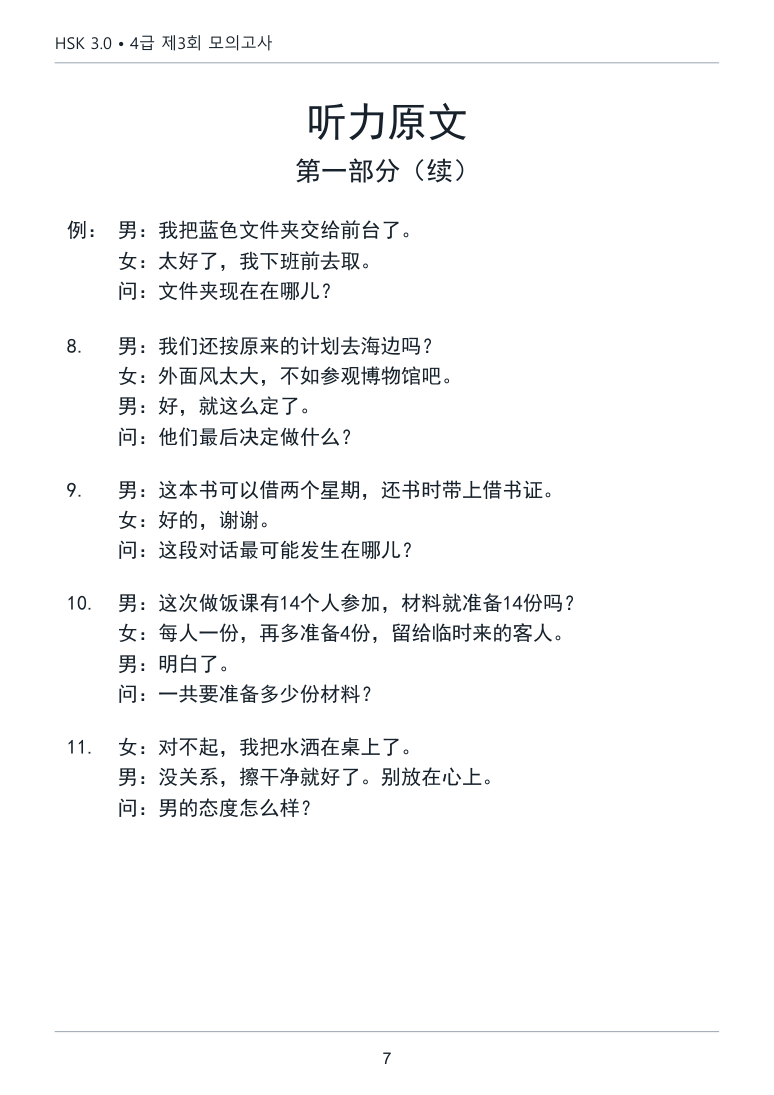 HSK 3.0 • 4급 제3회 모의고사
听力原文
第一部分（续）
例： 男：我把蓝色文件夹交给前台了。
女：太好了，我下班前去取。
问：文件夹现在在哪儿？
8. 男：我们还按原来的计划去海边吗？
女：外面风太大，不如参观博物馆吧。
男：好，就这么定了。
问：他们最后决定做什么？
9. 男：这本书可以借两个星期，还书时带上借书证。
女：好的，谢谢。
问：这段对话最可能发生在哪儿？
10. 男：这次做饭课有14个人参加，材料就准备14份吗？
女：每人一份，再多准备4份，留给临时来的客人。
男：明白了。
问：一共要准备多少份材料？
11. 女：对不起，我把水洒在桌上了。
男：没关系，擦干净就好了。别放在心上。
问：男的态度怎么样？
7